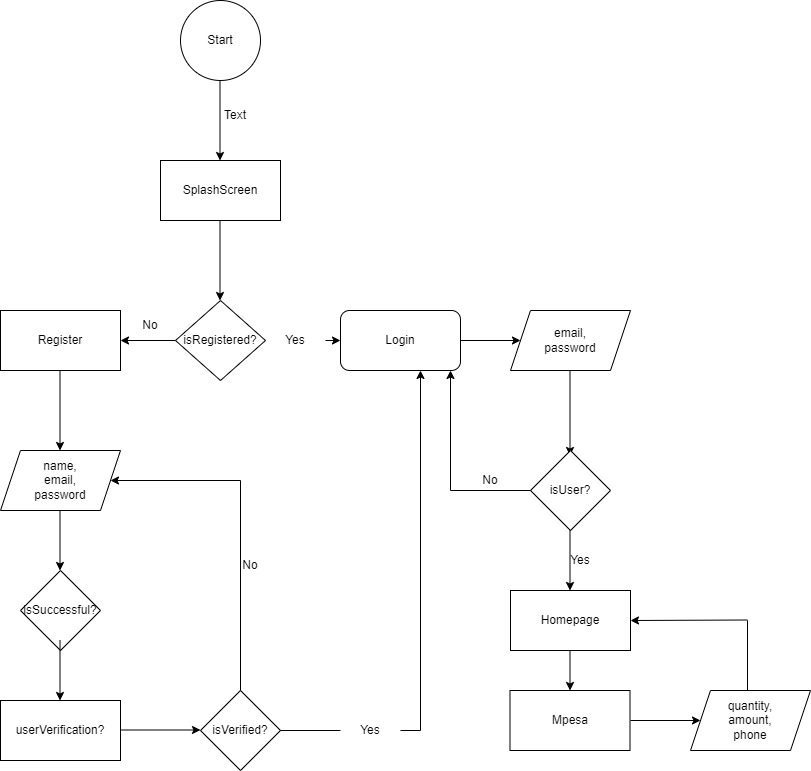 Start
Text
SplashScreen
Register
No
isRegistered?
Yes
Login
email,
password
name,
email,
password
No
isUser?
No
Yes
isSuccessful?
Homepage
userVerification?
isVerified?
Yes
Mpesa
quantity,
amount,
phone